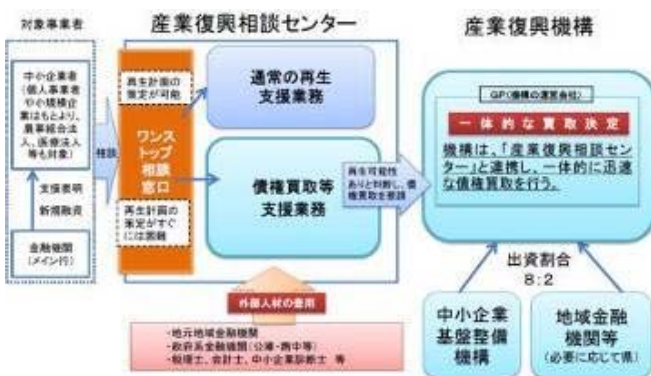 対象事業者
産業復興相談センター
産業復興機構
中小企業者
(個人事業者
や小規模企
業はもとより、
農事組合法
人、医療法人
等も対象)
支援表明
新規融資
金融機関
(メイン行)
相談
再生計画の
策定が可能
ワンス
トップ
相談
窓口
再生計画の
策定がすぐ
には困難
通常の再生
支援業務
債権買取等
支援業務
再生可能性
ありと判断し、債
権買取を要請
GP(機構の運営会社)
一体的な買取決定
機構は、「産業復興相談セン
ター」と連携し、一体的に迅速
な債権買取を行う。
出資割合
8:2
中小企業
基盤整備
機構
地域金融
機関等
(必要に応じて県)
外部人材の登用
・地元地域金融機関
・政府系金融機関(公庫・商中等)
・税理士、会計士、中小企業診断士 等